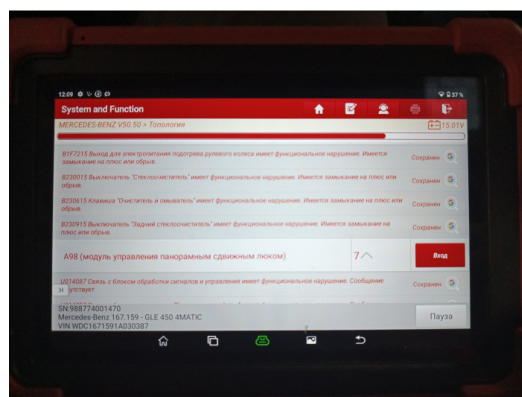 12:09
37%
System and Function
MERCEDES-BENZ V50.50 > Топология
15.01V
B1F7215 Выход для электропитания подогрева рулевого колеса имеет функциональное нарушение. Имеется
замыкание на плюс или обрыв.
Сохранен
B230015 Выключатель "Стеклоочиститель" имеет функциональное нарушение. Имеется замыкание на плюс или
обрыв.
Сохранен
B230615 Клавиша "Очиститель и омыватель" имеет функциональное нарушение. Имеется замыкание на плюс или
обрыв.
Сохранен
B230915 Выключатель "Задний стеклоочиститель" имеет функциональное нарушение. Имеется замыкание на
плюс или обрыв.
Сохранен
A98 (модуль управления панорамным сдвижным люком)
7
Вход
U014087 Связь с блоком обработки сигналов и управления имеет функциональное нарушение. Сообщение
отсутствует.
Сохранен
SN:988774001470
Mercedes-Benz 167.159 - GLE 450 4MATIC
VIN WDC1671591A030387
Пауза